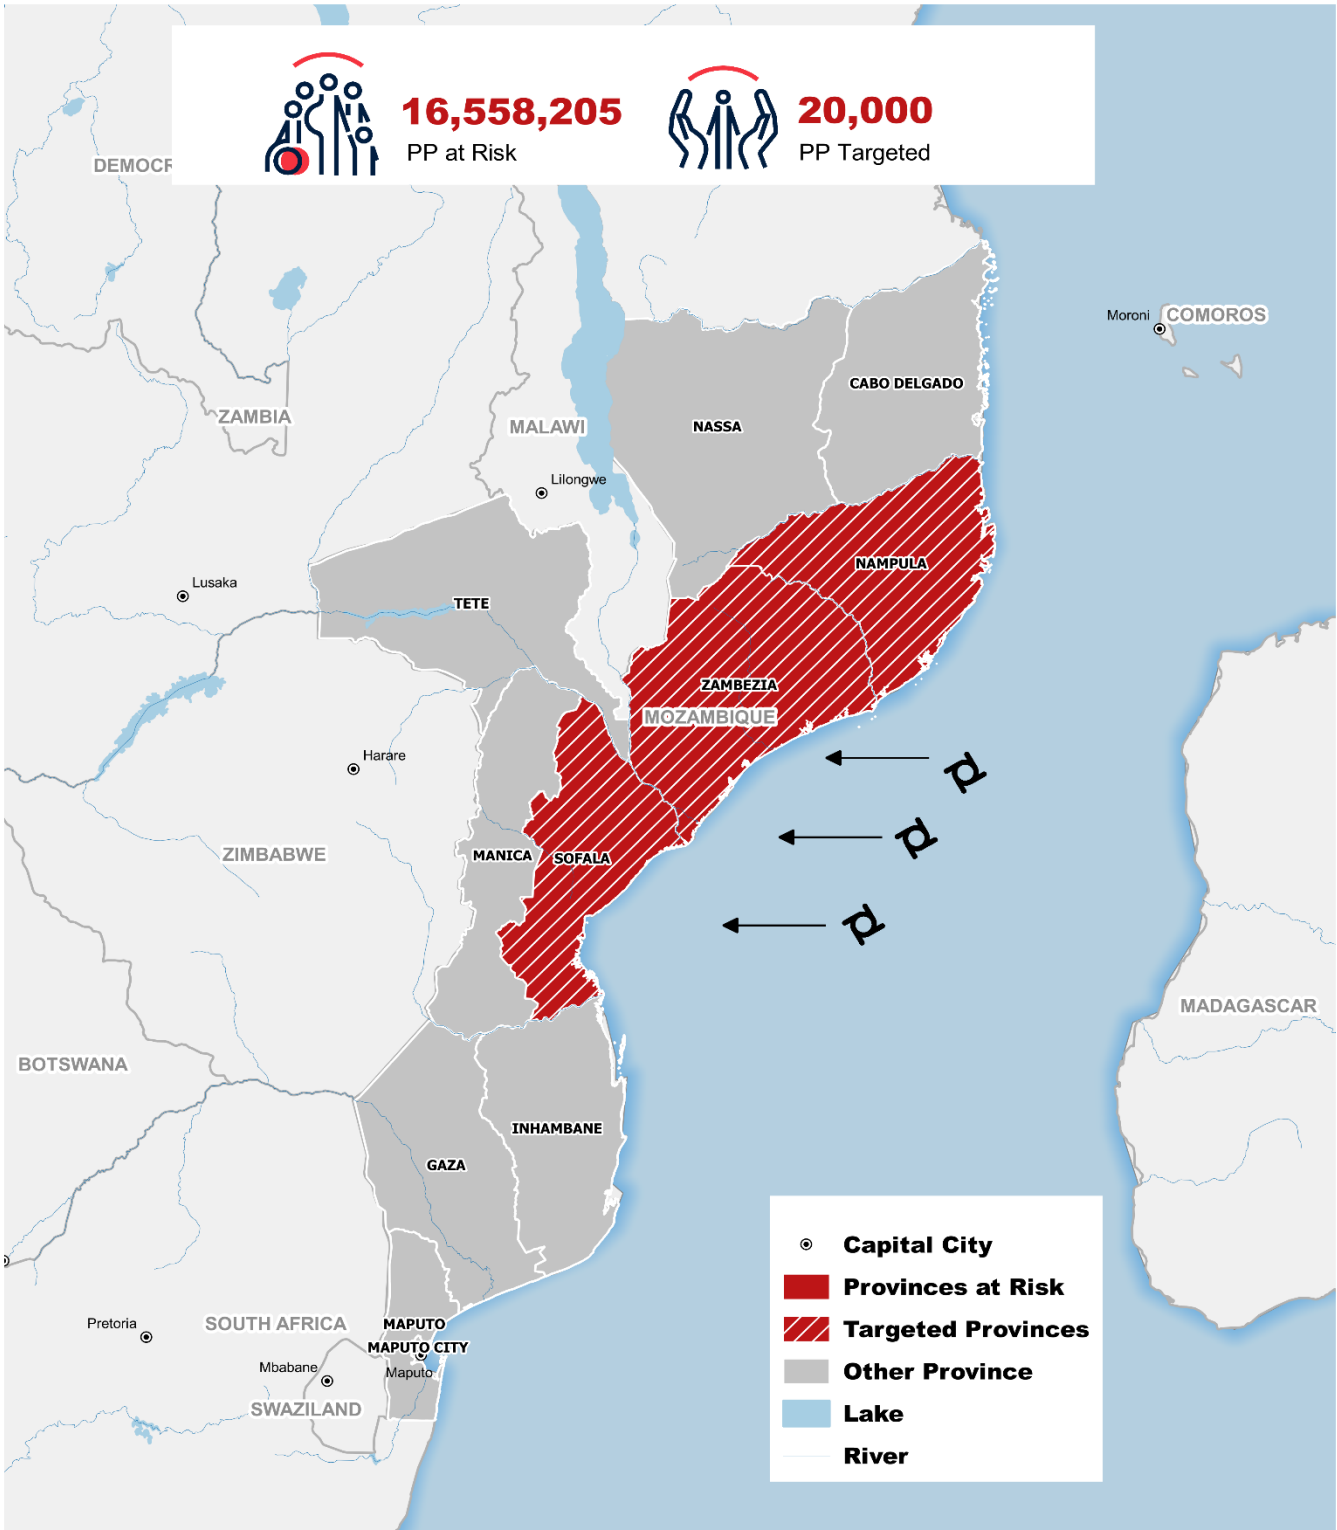 16,558,205
PP at Risk
20,000
PP Targeted
DEMOCR
Moroni
COMOROS
CABO DELGADO
ZAMBIA
MALAWI
NASSA
Lilongwe
NAMPULA
Lusaka
TETE
ZAMBEZIA
MOZAMBIQUE
Harare
ZIMBABWE
MANICA
SOFALA
MADAGASCAR
BOTSWANA
INHAMBANE
GAZA
Pretoria
SOUTH AFRICA
MAPUTO
MAPUTO CITY
Maputo
Mbabane
SWAZILAND
Capital City
Provinces at Risk
Targeted Provinces
Other Province
Lake
River